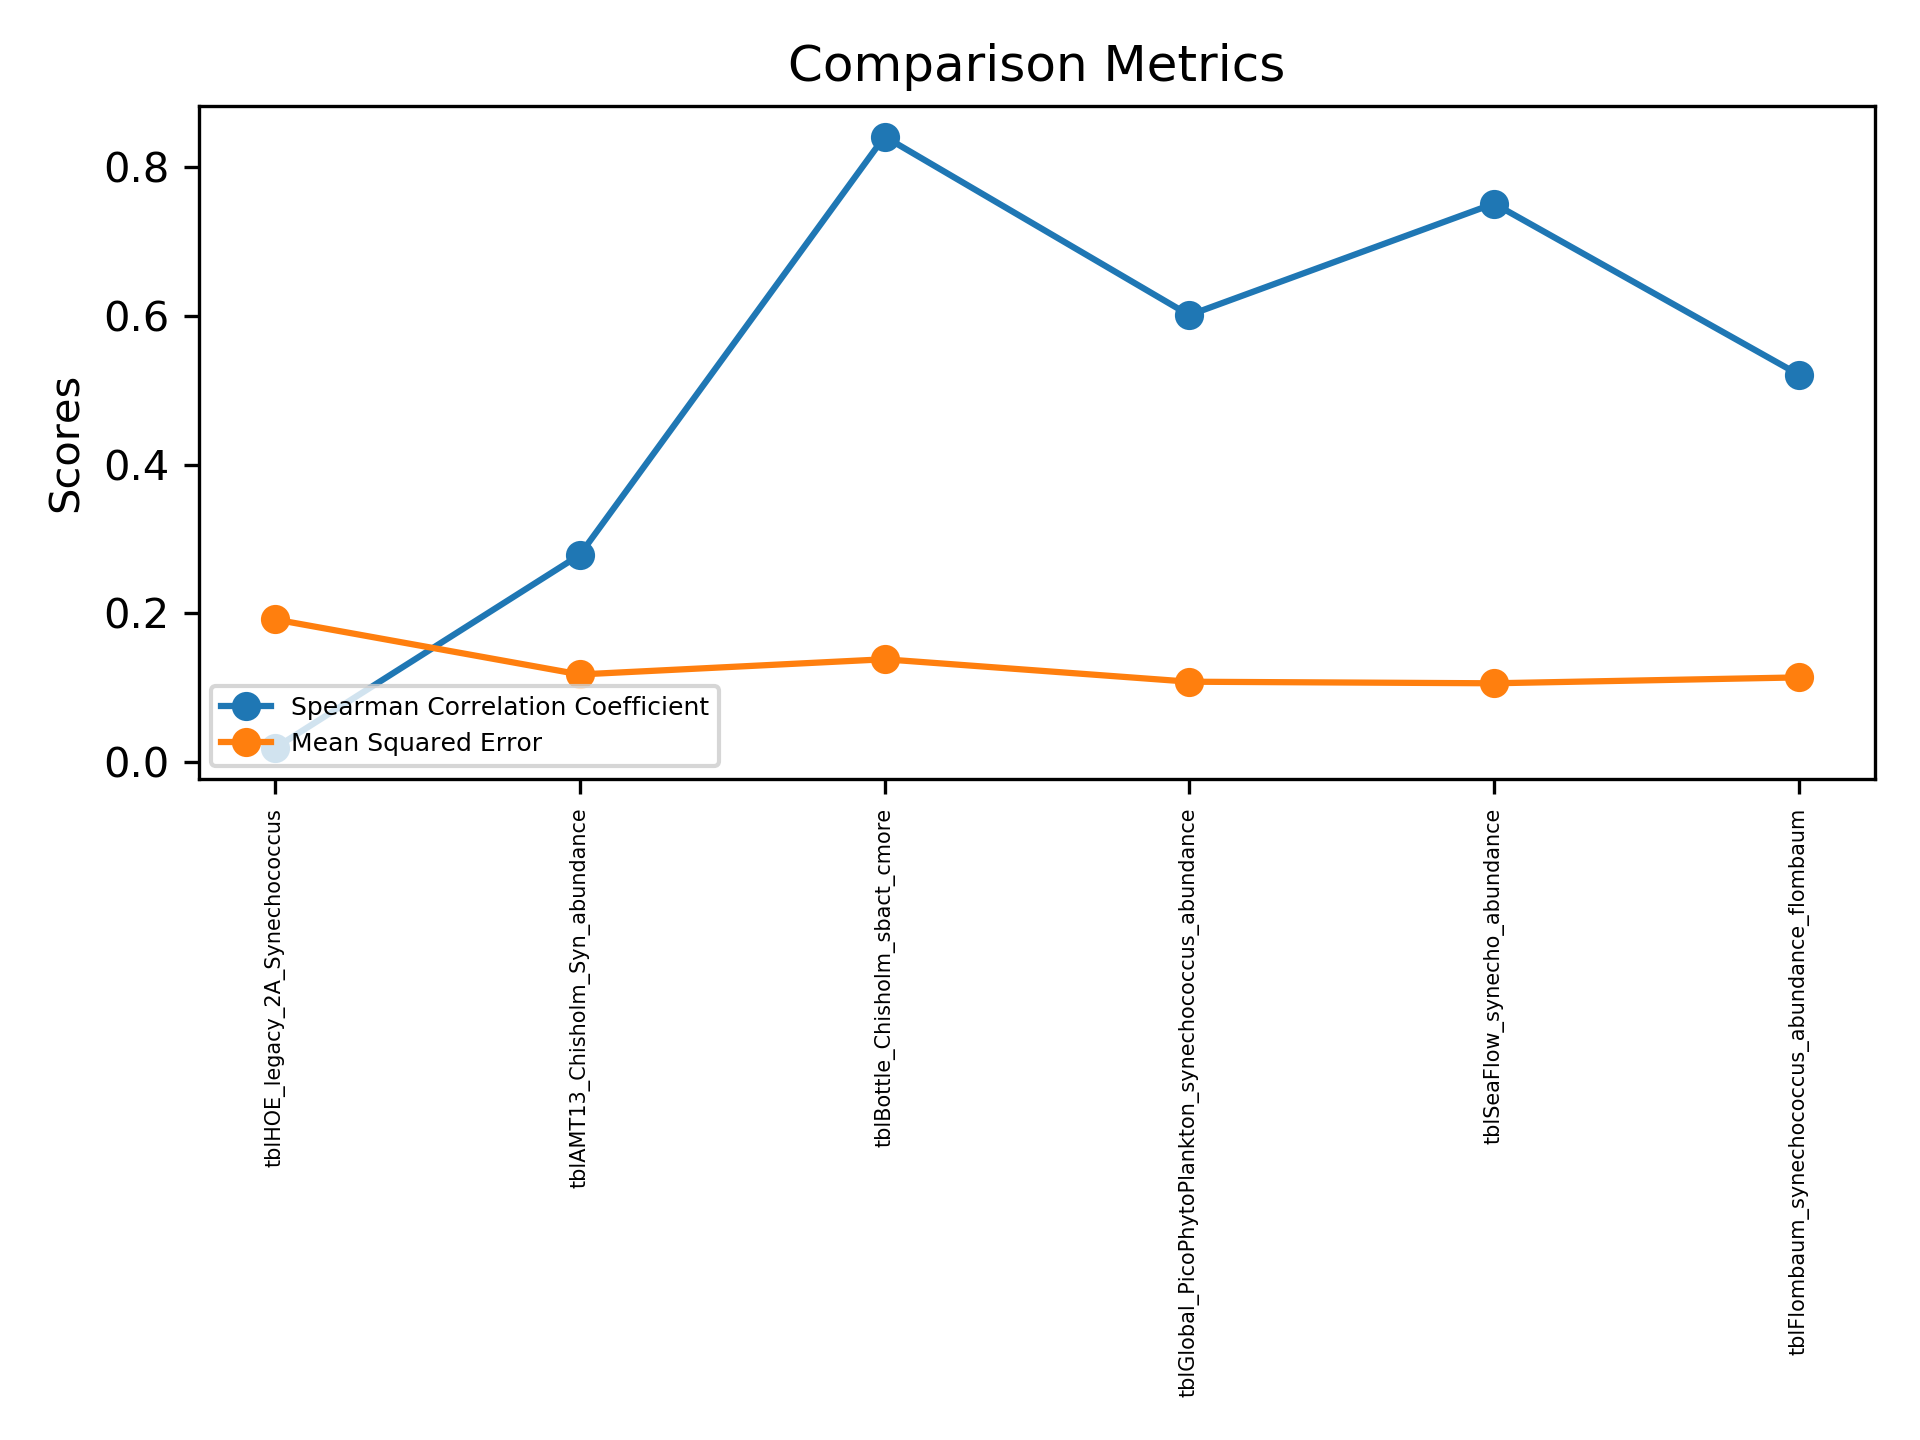 Comparison Metrics
Scores
0.8
0.6
0.4
0.2
0.0
Spearman Correlation Coefficient
Mean Squared Error
tblHOE_legacy_2A_Synechococcus
tblAMT13_Chisholm_Syn_abundance
tblBottle_Chisholm_sbact_cmore
tblGlobal_PicoPhytoPlankton_synechococcus_abundance
tblSeaFlow_synecho_abundance
tblFlombaum_synechococcus_abundance_flombaum